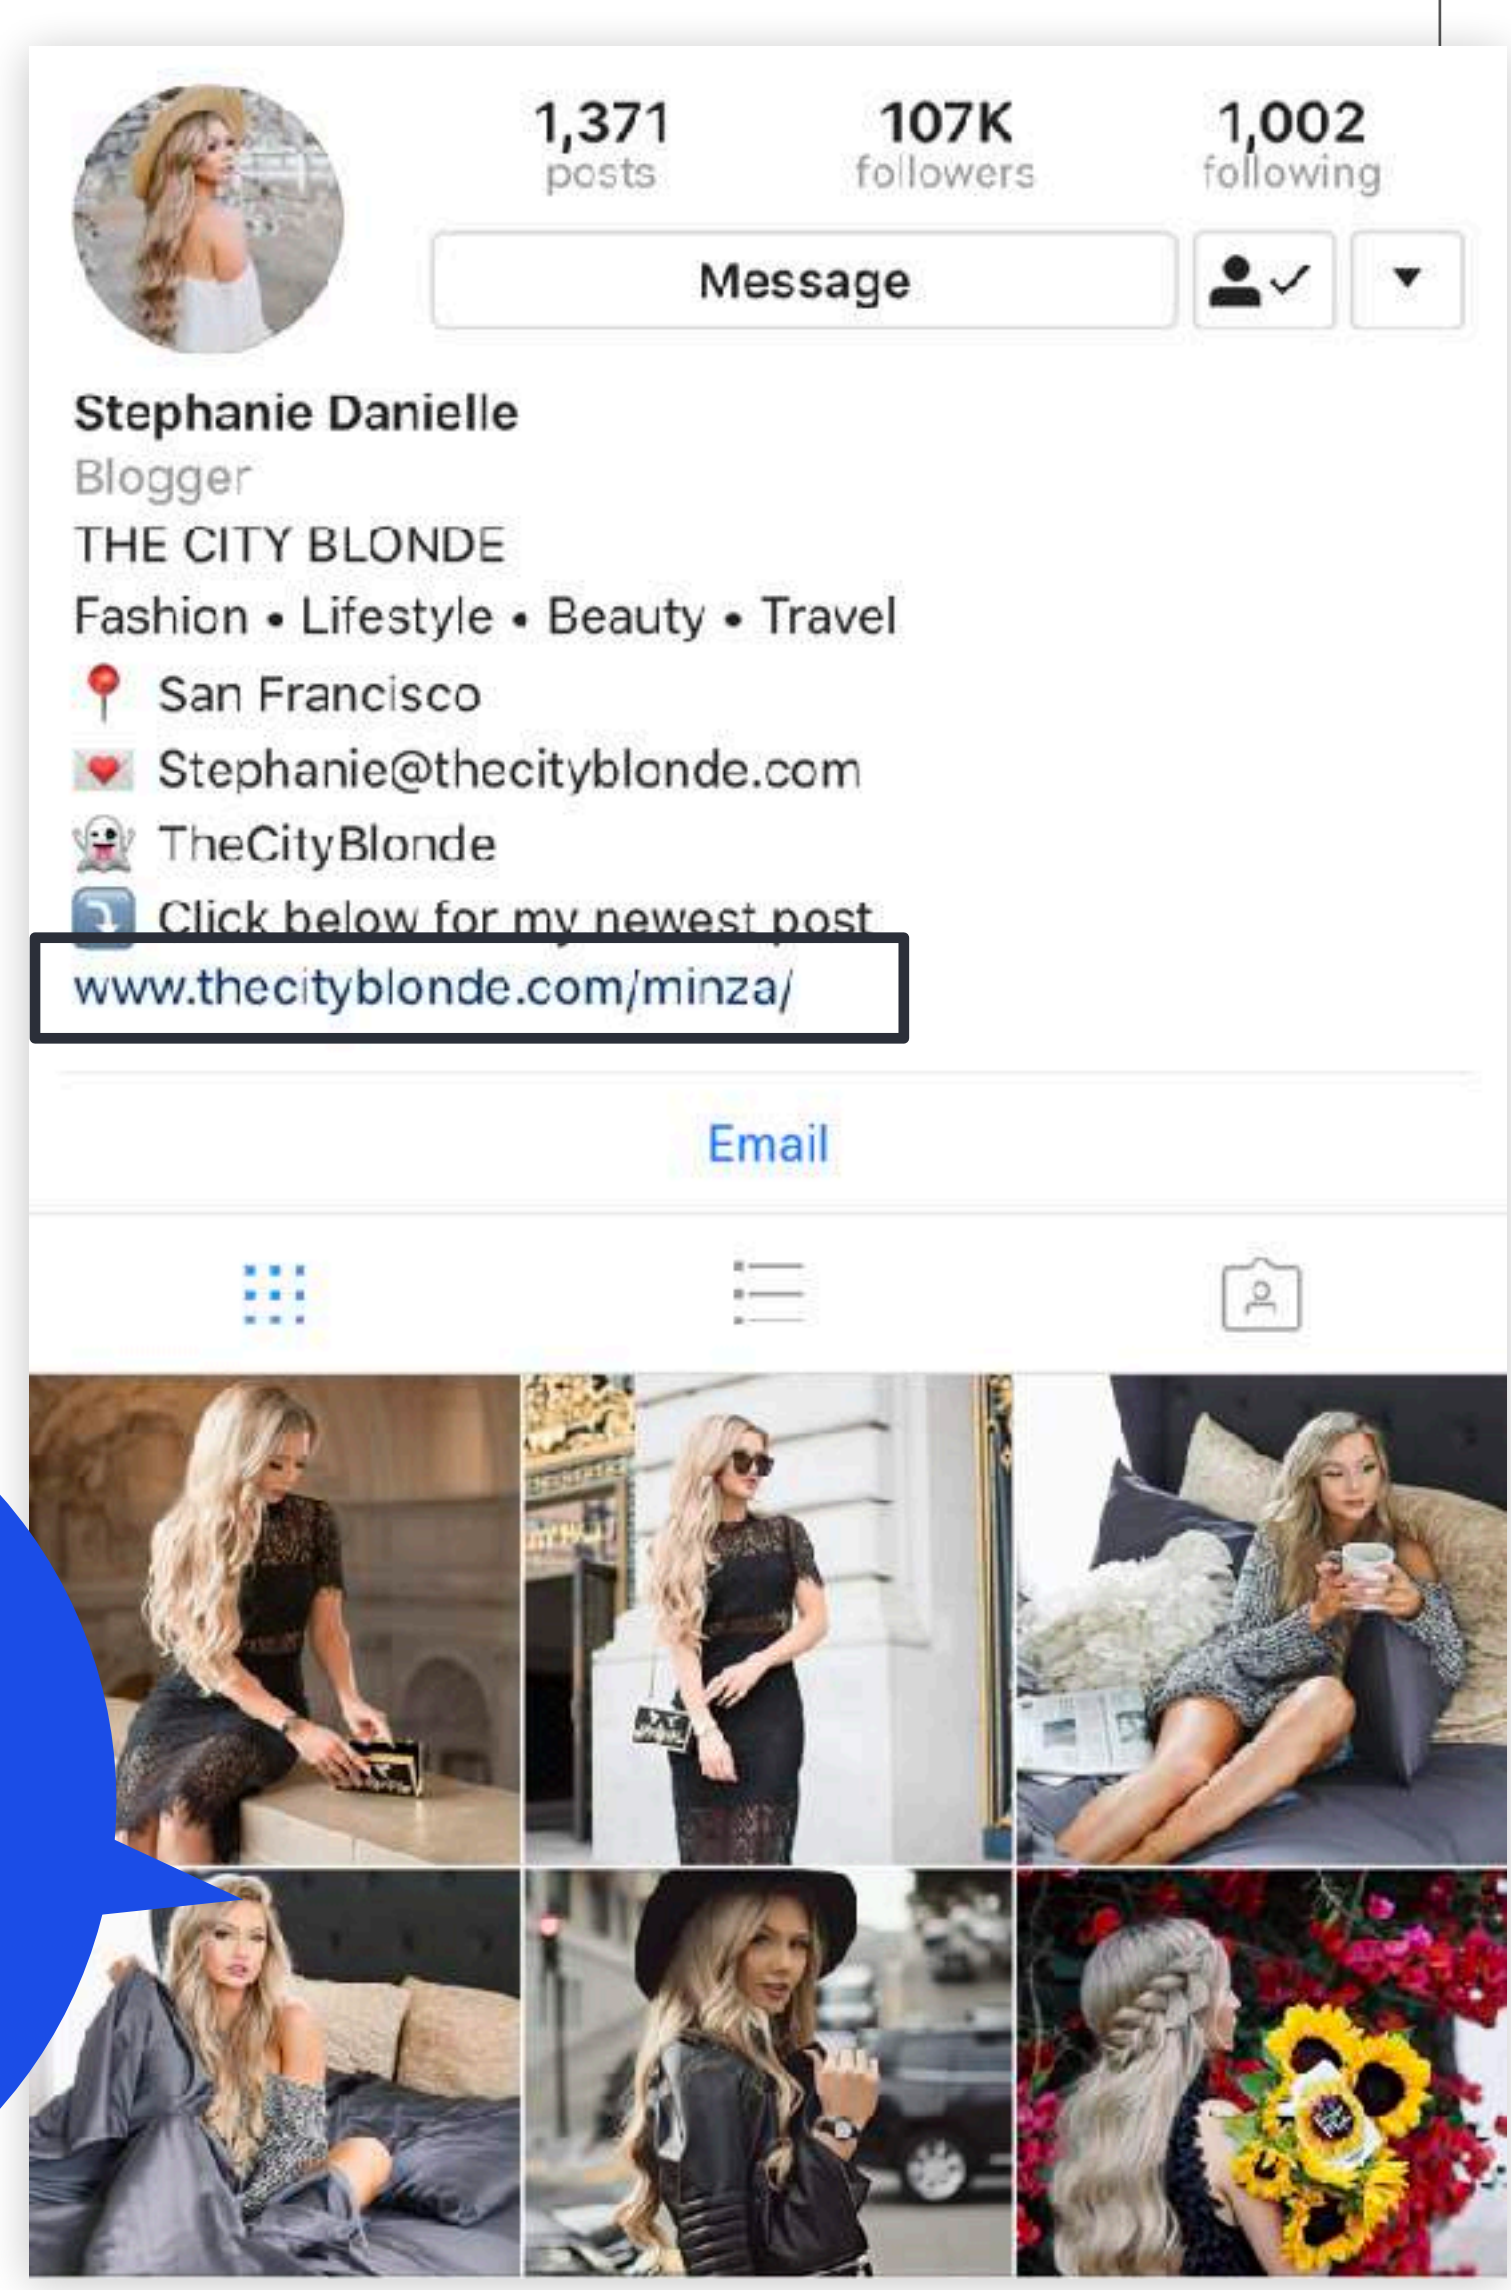 1,371 107K 1,002
posts followers following
Message
Stephanie Danielle
Blogger
THE CITY BLONDE
Fashion • Lifestyle • Beauty • Travel
San Francisco
Stephanie@thecityblonde.com
TheCityBlonde
Click below for my newest post
www.thecityblonde.com/minza/
Email